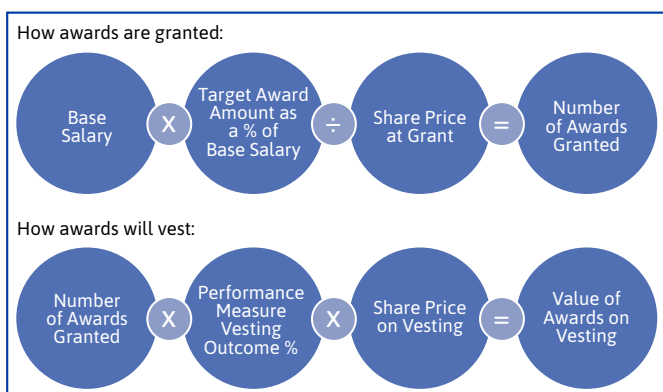 How awards are granted:
Base
Salary
X
Target Award
Amount as
a % of
Base Salary
÷
Share Price
at Grant
=
Number
of Awards
Granted
How awards will vest:
Number
of Awards
Granted
X
Performance
Measure
Vesting
Outcome %
X
Share Price
on Vesting
=
Value of
Awards on
Vesting